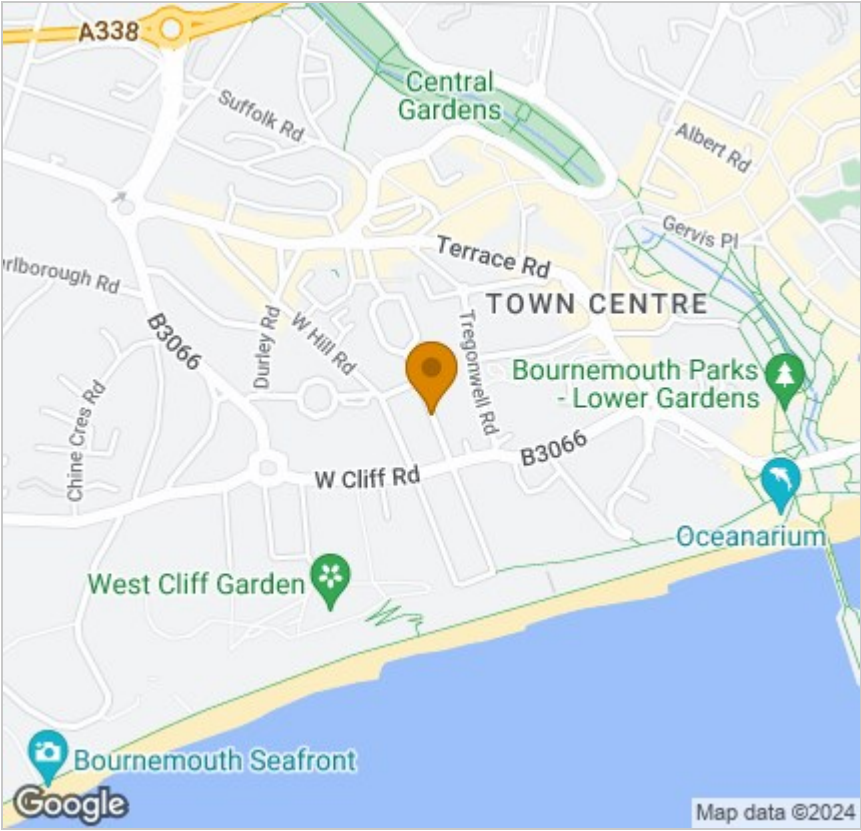 A338
Central
Gardens
Suffolk Rd
Albert Rd
Gervis Pl
Terrace Rd
arlborough Rd
TOWN CENTRE
B3066
Durley Rd
W Hill Rd
Tregonwell Rd
Bournemouth Parks
- Lower Gardens
Chine Cres Rd
B3066
W Cliff Rd
Oceanarium
West Cliff Garden
Bournemouth Seafront
Google
Map data ©2024